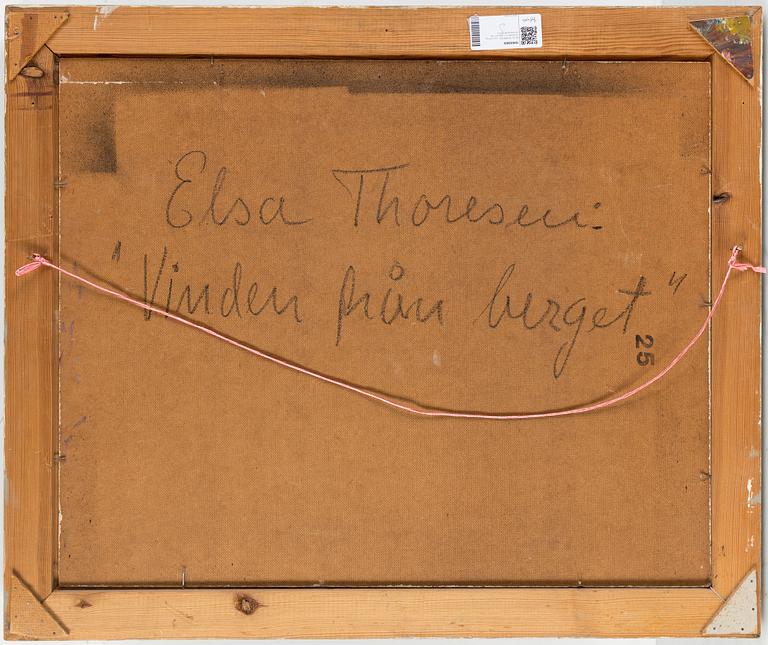 Elsa Thoresen:
"Vinden från berget"
25